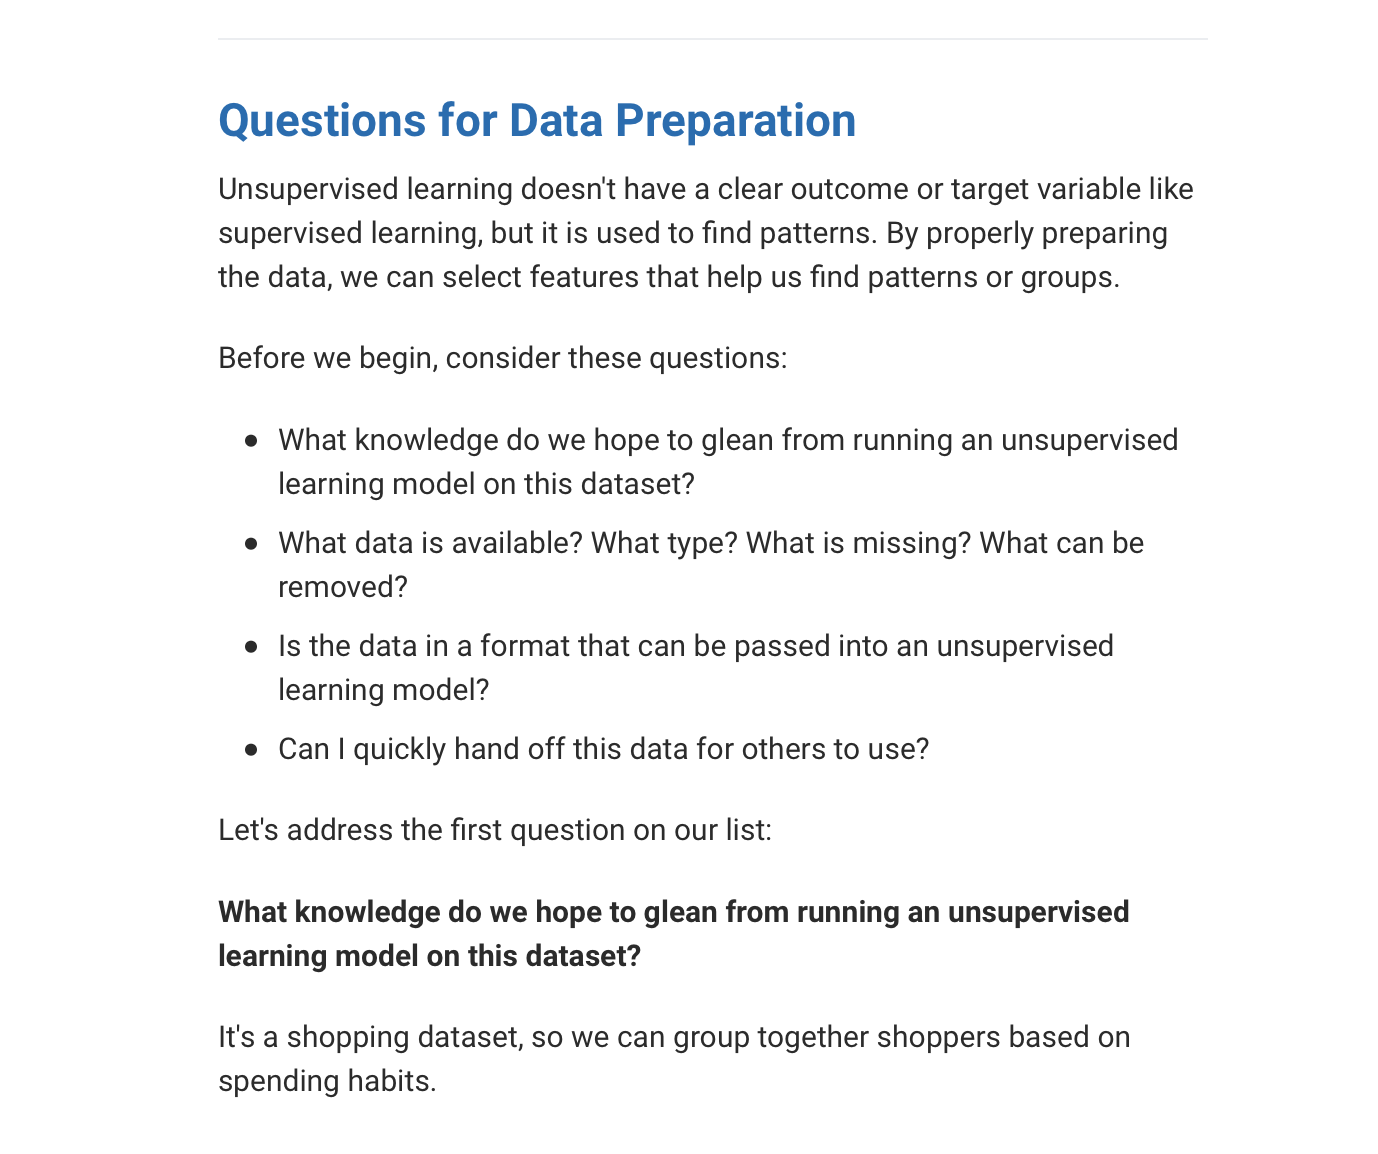 Questions for Data Preparation
Unsupervised learning doesn't have a clear outcome or target variable like
supervised learning, but it is used to find patterns. By properly preparing
the data, we can select features that help us find patterns or groups.
Before we begin, consider these questions:
• What knowledge do we hope to glean from running an unsupervised
learning model on this dataset?
• What data is available? What type? What is missing? What can be
removed?
• Is the data in a format that can be passed into an unsupervised
learning model?
• Can I quickly hand off this data for others to use?
Let's address the first question on our list:
What knowledge do we hope to glean from running an unsupervised
learning model on this dataset?
It's a shopping dataset, so we can group together shoppers based on
spending habits.